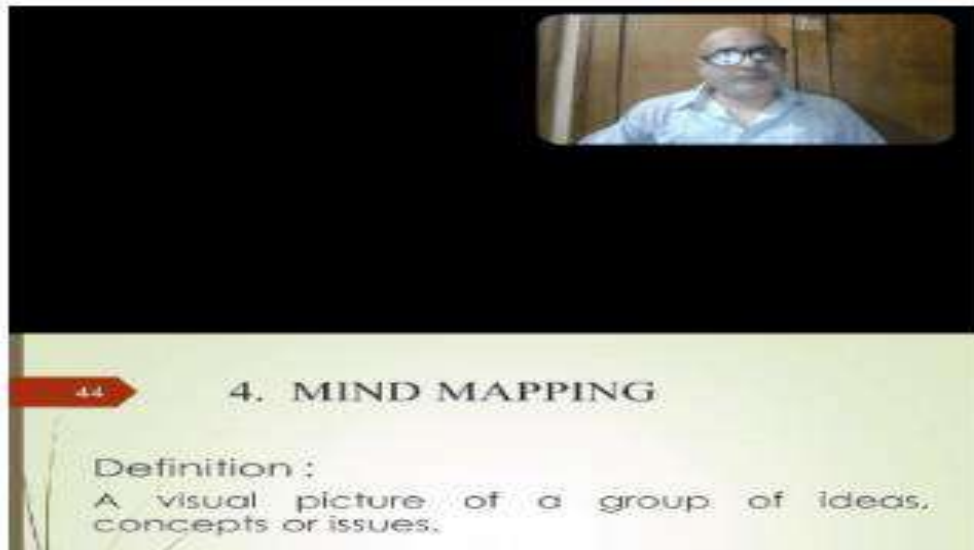 44
4. MIND MAPPING
Definition :
A visual picture of a group of ideas,
concepts or issues.